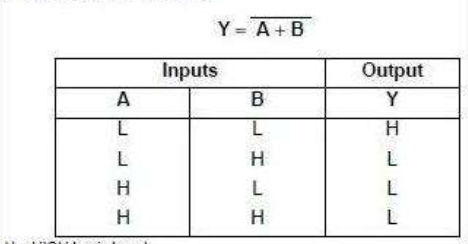 Y = A + B
Inputs Output
A B Y
L L H
L H L
H L L
H H L